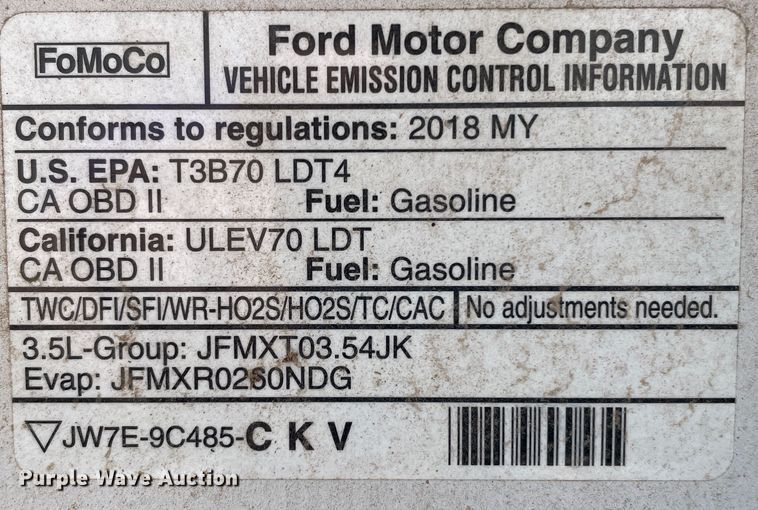 FoMoCo
Ford Motor Company
VEHICLE EMISSION CONTROL INFORMATION
Conforms to regulations: 2018 MY
U.S. EPA: T3B70 LDT4
CA OBD II Fuel: Gasoline
California: ULEV70 LDT
CA OBD II Fuel: Gasoline
TWC/DFI/SFI/WR-HO2S/HO2S/TC/CAC No adjustments needed.
3.5L-Group: JFMXT03.54JK
Evap: JFMXR0260NDG
JW7E-9C485-C K V
Purple Wave Auction